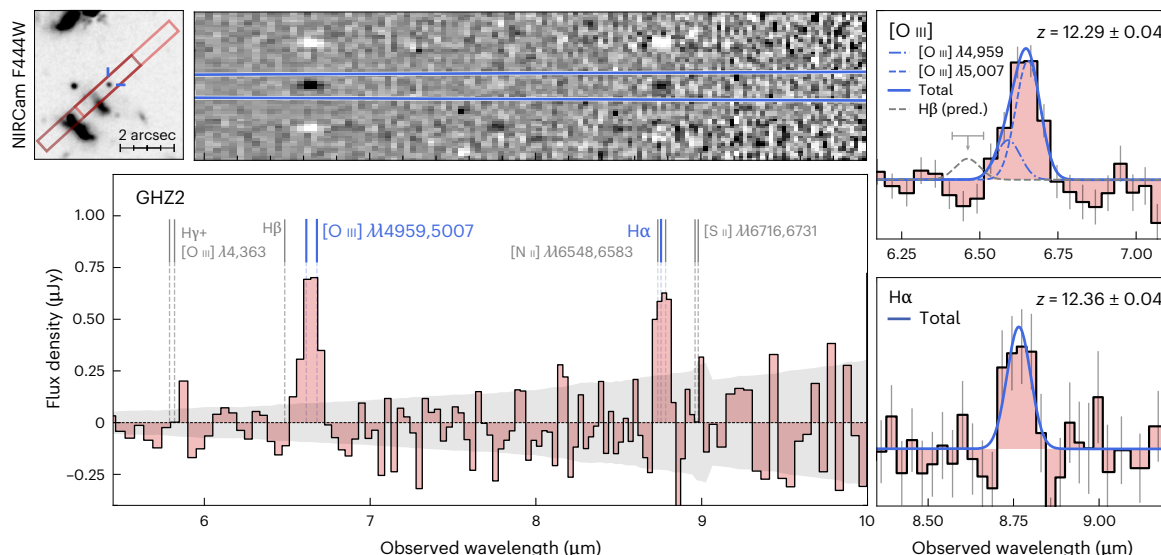 NIRCam F444W
2 arcsec
GHZ2
Hγ+
[O III] λ4,363
Hβ
[O III] λλ4959,5007
Hα
[N II] λλ6548,6583
[S II] λλ6716,6731
Flux density (μJy)
1.00
0.75
0.50
0.25
0
−0.25
6
7
8
9
10
Observed wavelength (μm)
[O III]
z = 12.29 ± 0.04
[O III] λ4,959
[O III] λ5,007
Total
Hβ (pred.)
6.25
6.50
6.75
7.00
Hα
z = 12.36 ± 0.04
Total
8.50
8.75
9.00
Observed wavelength (μm)